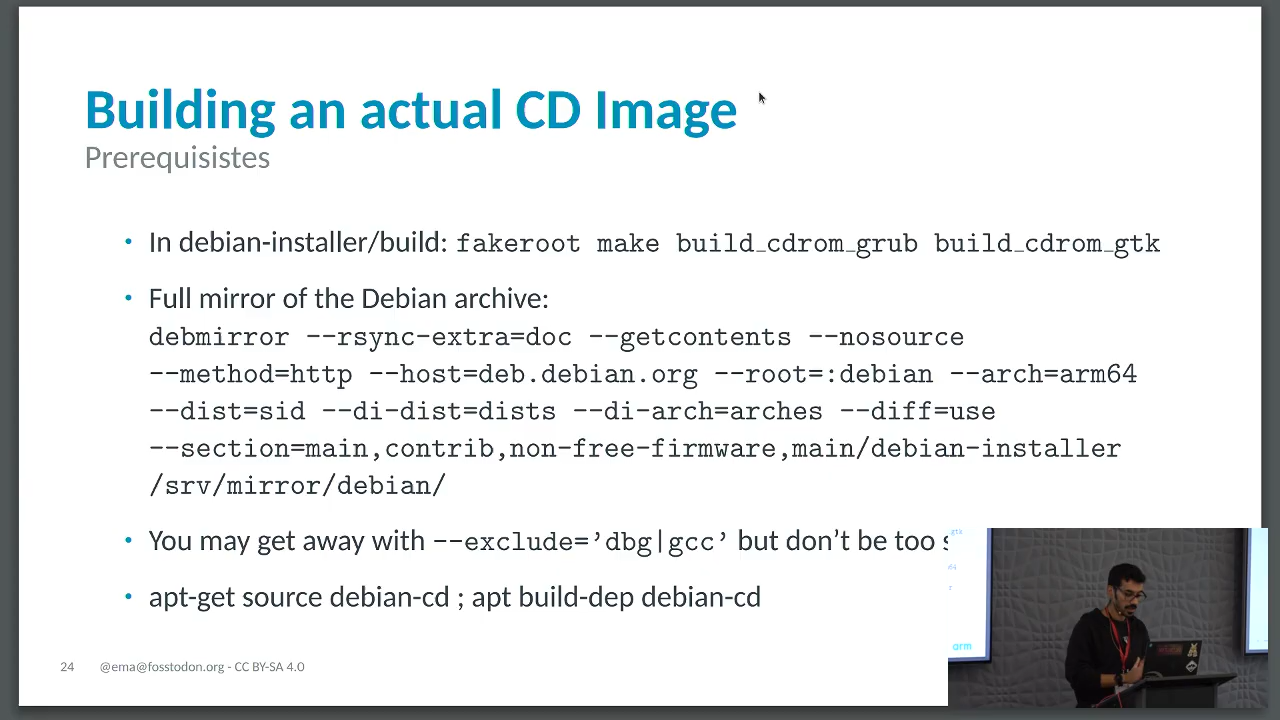 Building an actual CD Image
Prerequisistes
• In debian-installer/build: fakeroot make build_cdrom_grub build_cdrom_gtk
• Full mirror of the Debian archive:
debmirror --rsync-extra=doc --getcontents --nosource
--method=http --host=deb.debian.org --root=:debian --arch=arm64
--dist=sid --di-dist=dists --di-arch=arches --diff=use
--section=main,contrib,non-free-firmware,main/debian-installer
/srv/mirror/debian/
• You may get away with --exclude=’dbg|gcc’ but don’t be too
• apt-get source debian-cd ; apt build-dep debian-cd
24 @ema@fosstodon.org - CC BY-SA 4.0
arm